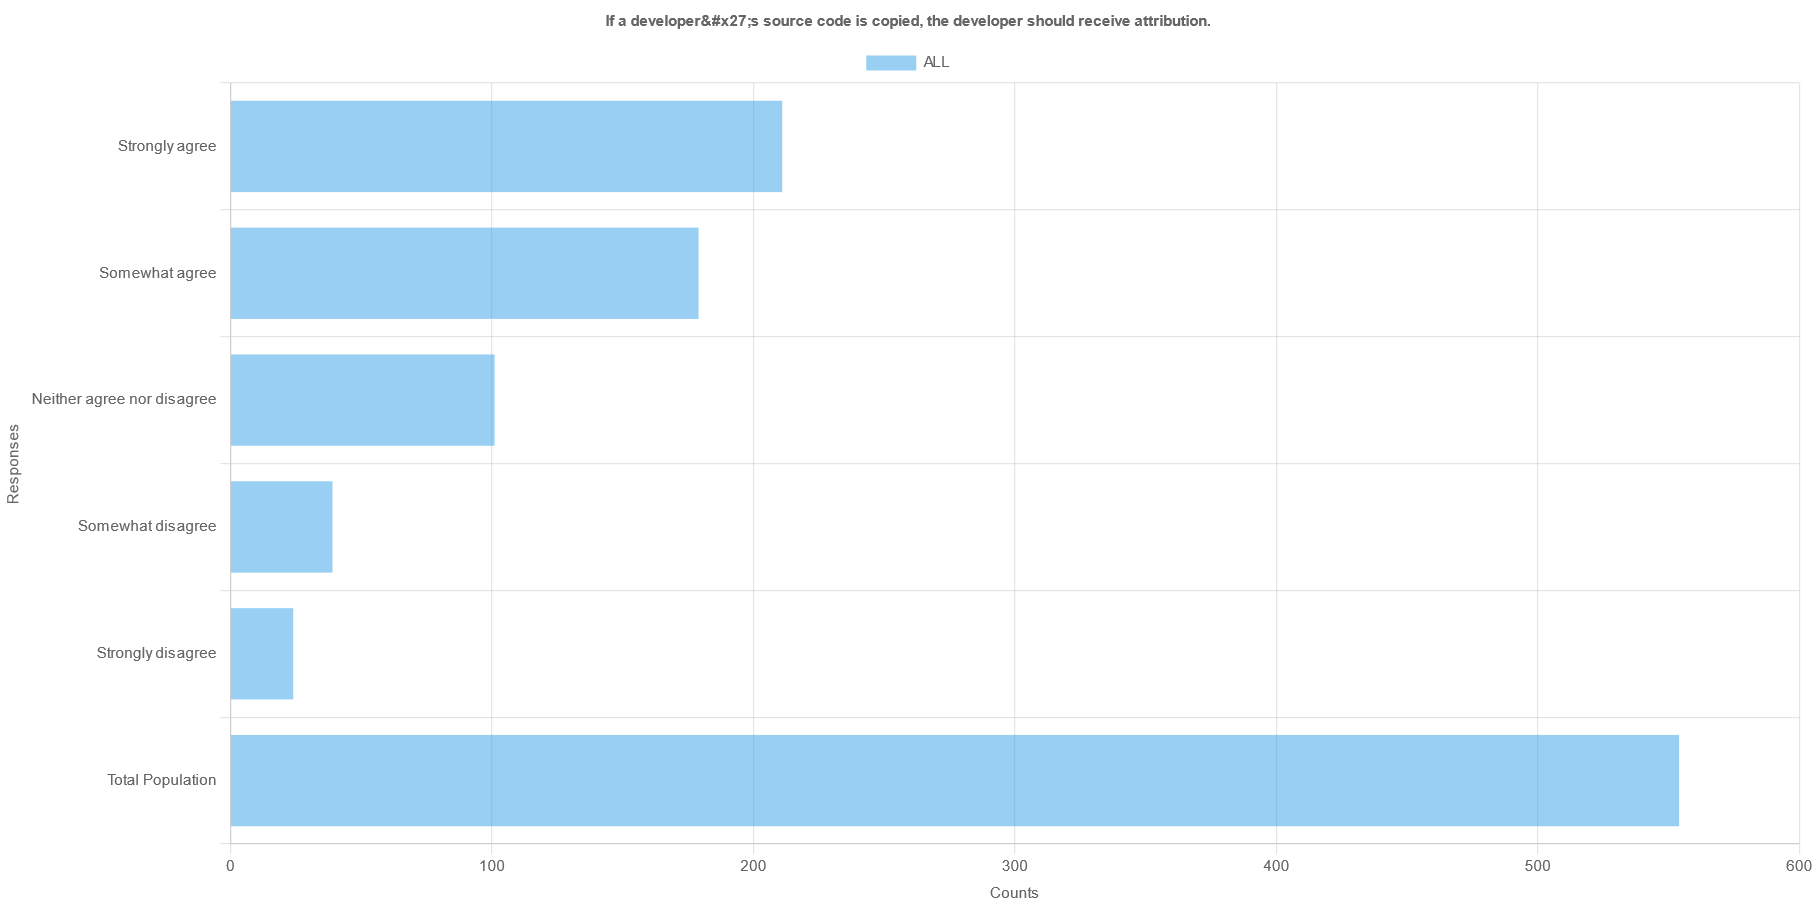 If a developer&#x27;s source code is copied, the developer should receive attribution.
ALL
Responses
Strongly agree
Somewhat agree
Neither agree nor disagree
Somewhat disagree
Strongly disagree
Total Population
0 100 200 300 400 500 600
Counts